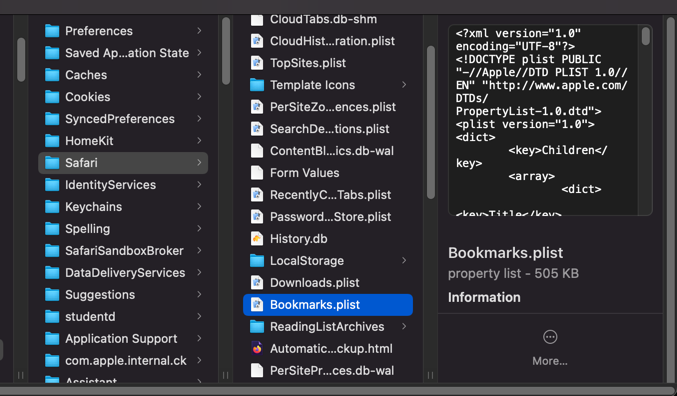 Preferences
Saved Ap...ation State
Caches
Cookies
SyncedPreferences
HomeKit
Safari
IdentityServices
Keychains
Spelling
SafariSandboxBroker
DataDeliveryServices
Suggestions
studentd
Application Support
com.apple.internal.ck
Assistant
CloudTabs.db-shm
CloudHist...ration.plist
TopSites.plist
Template Icons
PerSiteZo...ences.plist
SearchDe...tions.plist
ContentBl...ics.db-wal
Form Values
RecentlyC...Tabs.plist
Password...Store.plist
History.db
LocalStorage
Downloads.plist
Bookmarks.plist
ReadingListArchives
Automatic...ckup.html
PerSitePr...ces.db-wal
<?xml version="1.0"
encoding="UTF-8"?>
<!DOCTYPE plist PUBLIC
"-//Apple//DTD PLIST 1.0//
EN" "http://www.apple.com/
DTDs/
PropertyList-1.0.dtd">
<plist version="1.0">
<dict>
<key>Children</
key>
<array>
<dict>
<key>Title</key>
Bookmarks.plist
property list - 505 KB
Information
More...